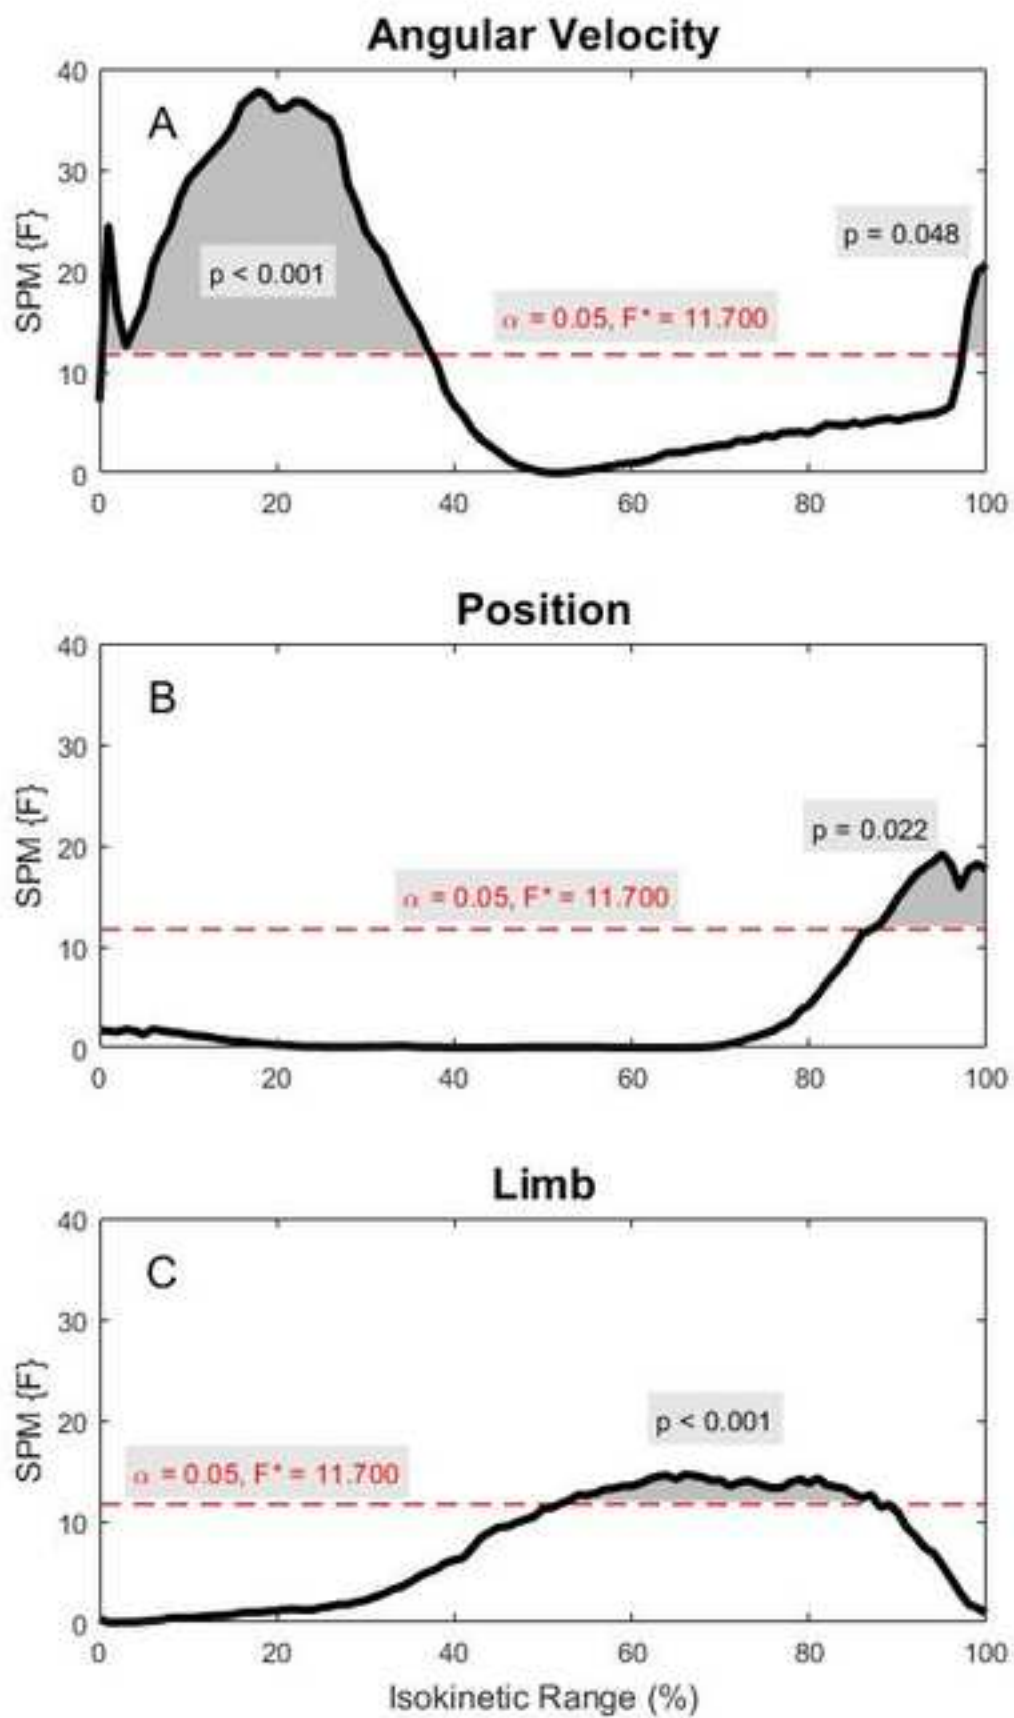 Angular Velocity
40
A
30
SPM {F}
p = 0.048
20
p < 0.001
α = 0.05, F* = 11.700
10
0
0 20 40 60 80 100
Position
40
B
30
SPM {F}
20
p = 0.022
α = 0.05, F* = 11.700
10
0
0 20 40 60 80 100
Limb
40
C
30
SPM {F}
20
p < 0.001
α = 0.05, F* = 11.700
10
0
0 20 40 60 80 100
Isokinetic Range (%)